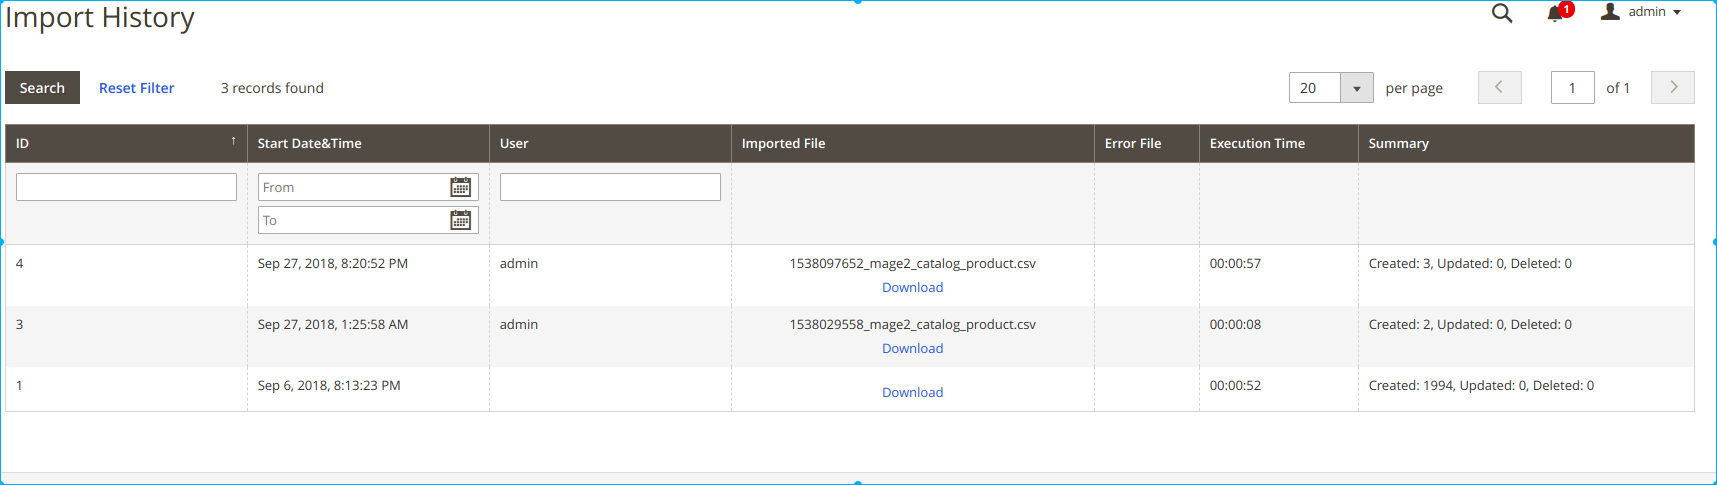 Import History
1
admin
Search Reset Filter 3 records found 20 per page 1 of 1
ID ↑ Start Date&Time User Imported File Error File Execution Time Summary
From
To
4 Sep 27, 2018, 8:20:52 PM admin 1538097652_mage2_catalog_product.csv 00:00:57 Created: 3, Updated: 0, Deleted: 0
Download
3 Sep 27, 2018, 1:25:58 AM admin 1538029558_mage2_catalog_product.csv 00:00:08 Created: 2, Updated: 0, Deleted: 0
Download
1 Sep 6, 2018, 8:13:23 PM 00:00:52 Created: 1994, Updated: 0, Deleted: 0
Download